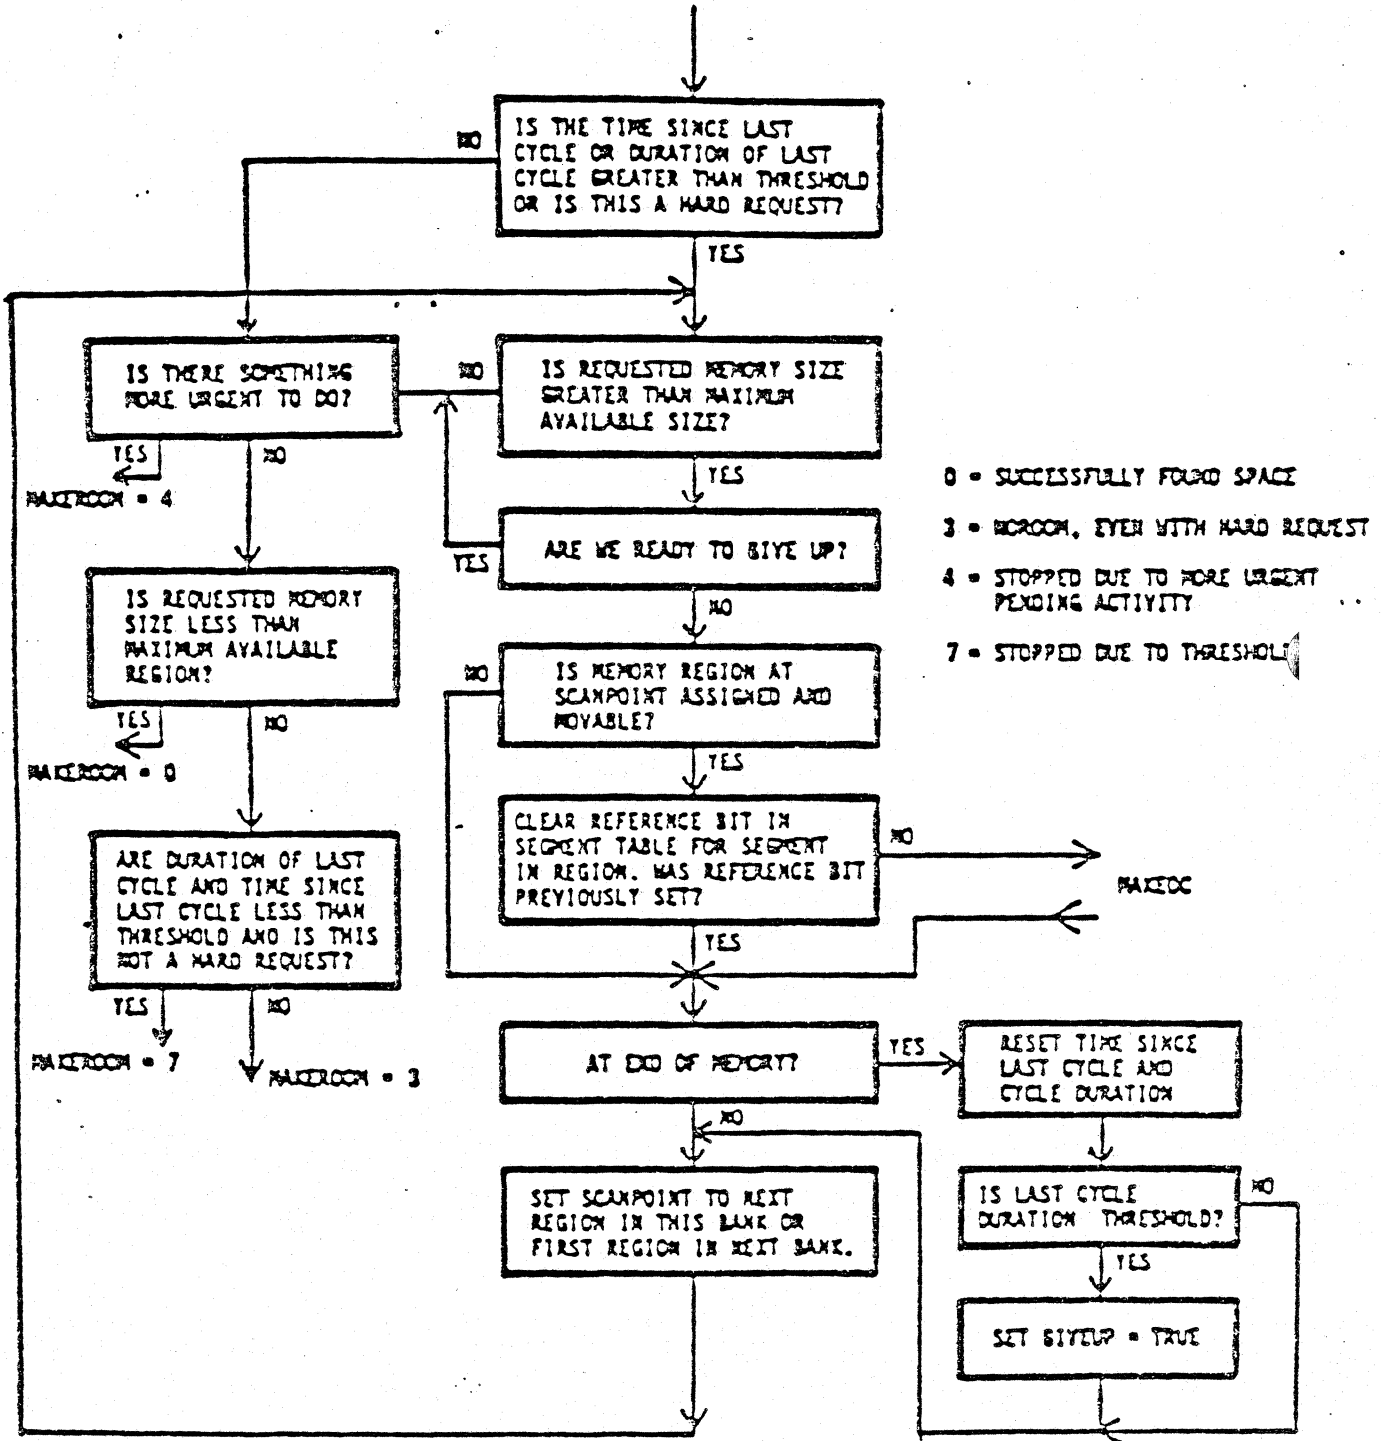 IS THE TIME SINCE LAST
CYCLE OR DURATION OF LAST
CYCLE GREATER THAN THRESHOLD
OR IS THIS A HARD REQUEST?
NO
YES
IS THERE SOMETHING
MORE URGENT TO DO?
NO
IS REQUESTED MEMORY SIZE
GREATER THAN MAXIMUM
AVAILABLE SIZE?
YES
NO
MAKEROOM = 4
YES
0 = SUCCESSFULLY FOUND SPACE
3 = NOROOM, EVEN WITH HARD REQUEST
4 = STOPPED DUE TO MORE URGENT
PENDING ACTIVITY
7 = STOPPED DUE TO THRESHOLD
ARE WE READY TO GIVE UP?
YES
NO
IS REQUESTED MEMORY
SIZE LESS THAN
MAXIMUM AVAILABLE
REGION?
YES
NO
MAKEROOM = 0
NO
IS MEMORY REGION AT
SCANPOINT ASSIGNED AND
MOVABLE?
YES
CLEAR REFERENCE BIT IN
SEGMENT TABLE FOR SEGMENT
IN REGION. WAS REFERENCE BIT
PREVIOUSLY SET?
NO
MAKEOC
YES
ARE DURATION OF LAST
CYCLE AND TIME SINCE
LAST CYCLE LESS THAN
THRESHOLD AND IS THIS
NOT A HARD REQUEST?
YES
NO
MAKEROOM = 7
MAKEROOM = 3
AT END OF MEMORY?
YES
NO
RESET TIME SINCE
LAST CYCLE AND
CYCLE DURATION
SET SCANPOINT TO NEXT
REGION IN THIS BANK OR
FIRST REGION IN NEXT BANK.
IS LAST CYCLE
DURATION THRESHOLD?
NO
YES
SET GIVEUP = TRUE